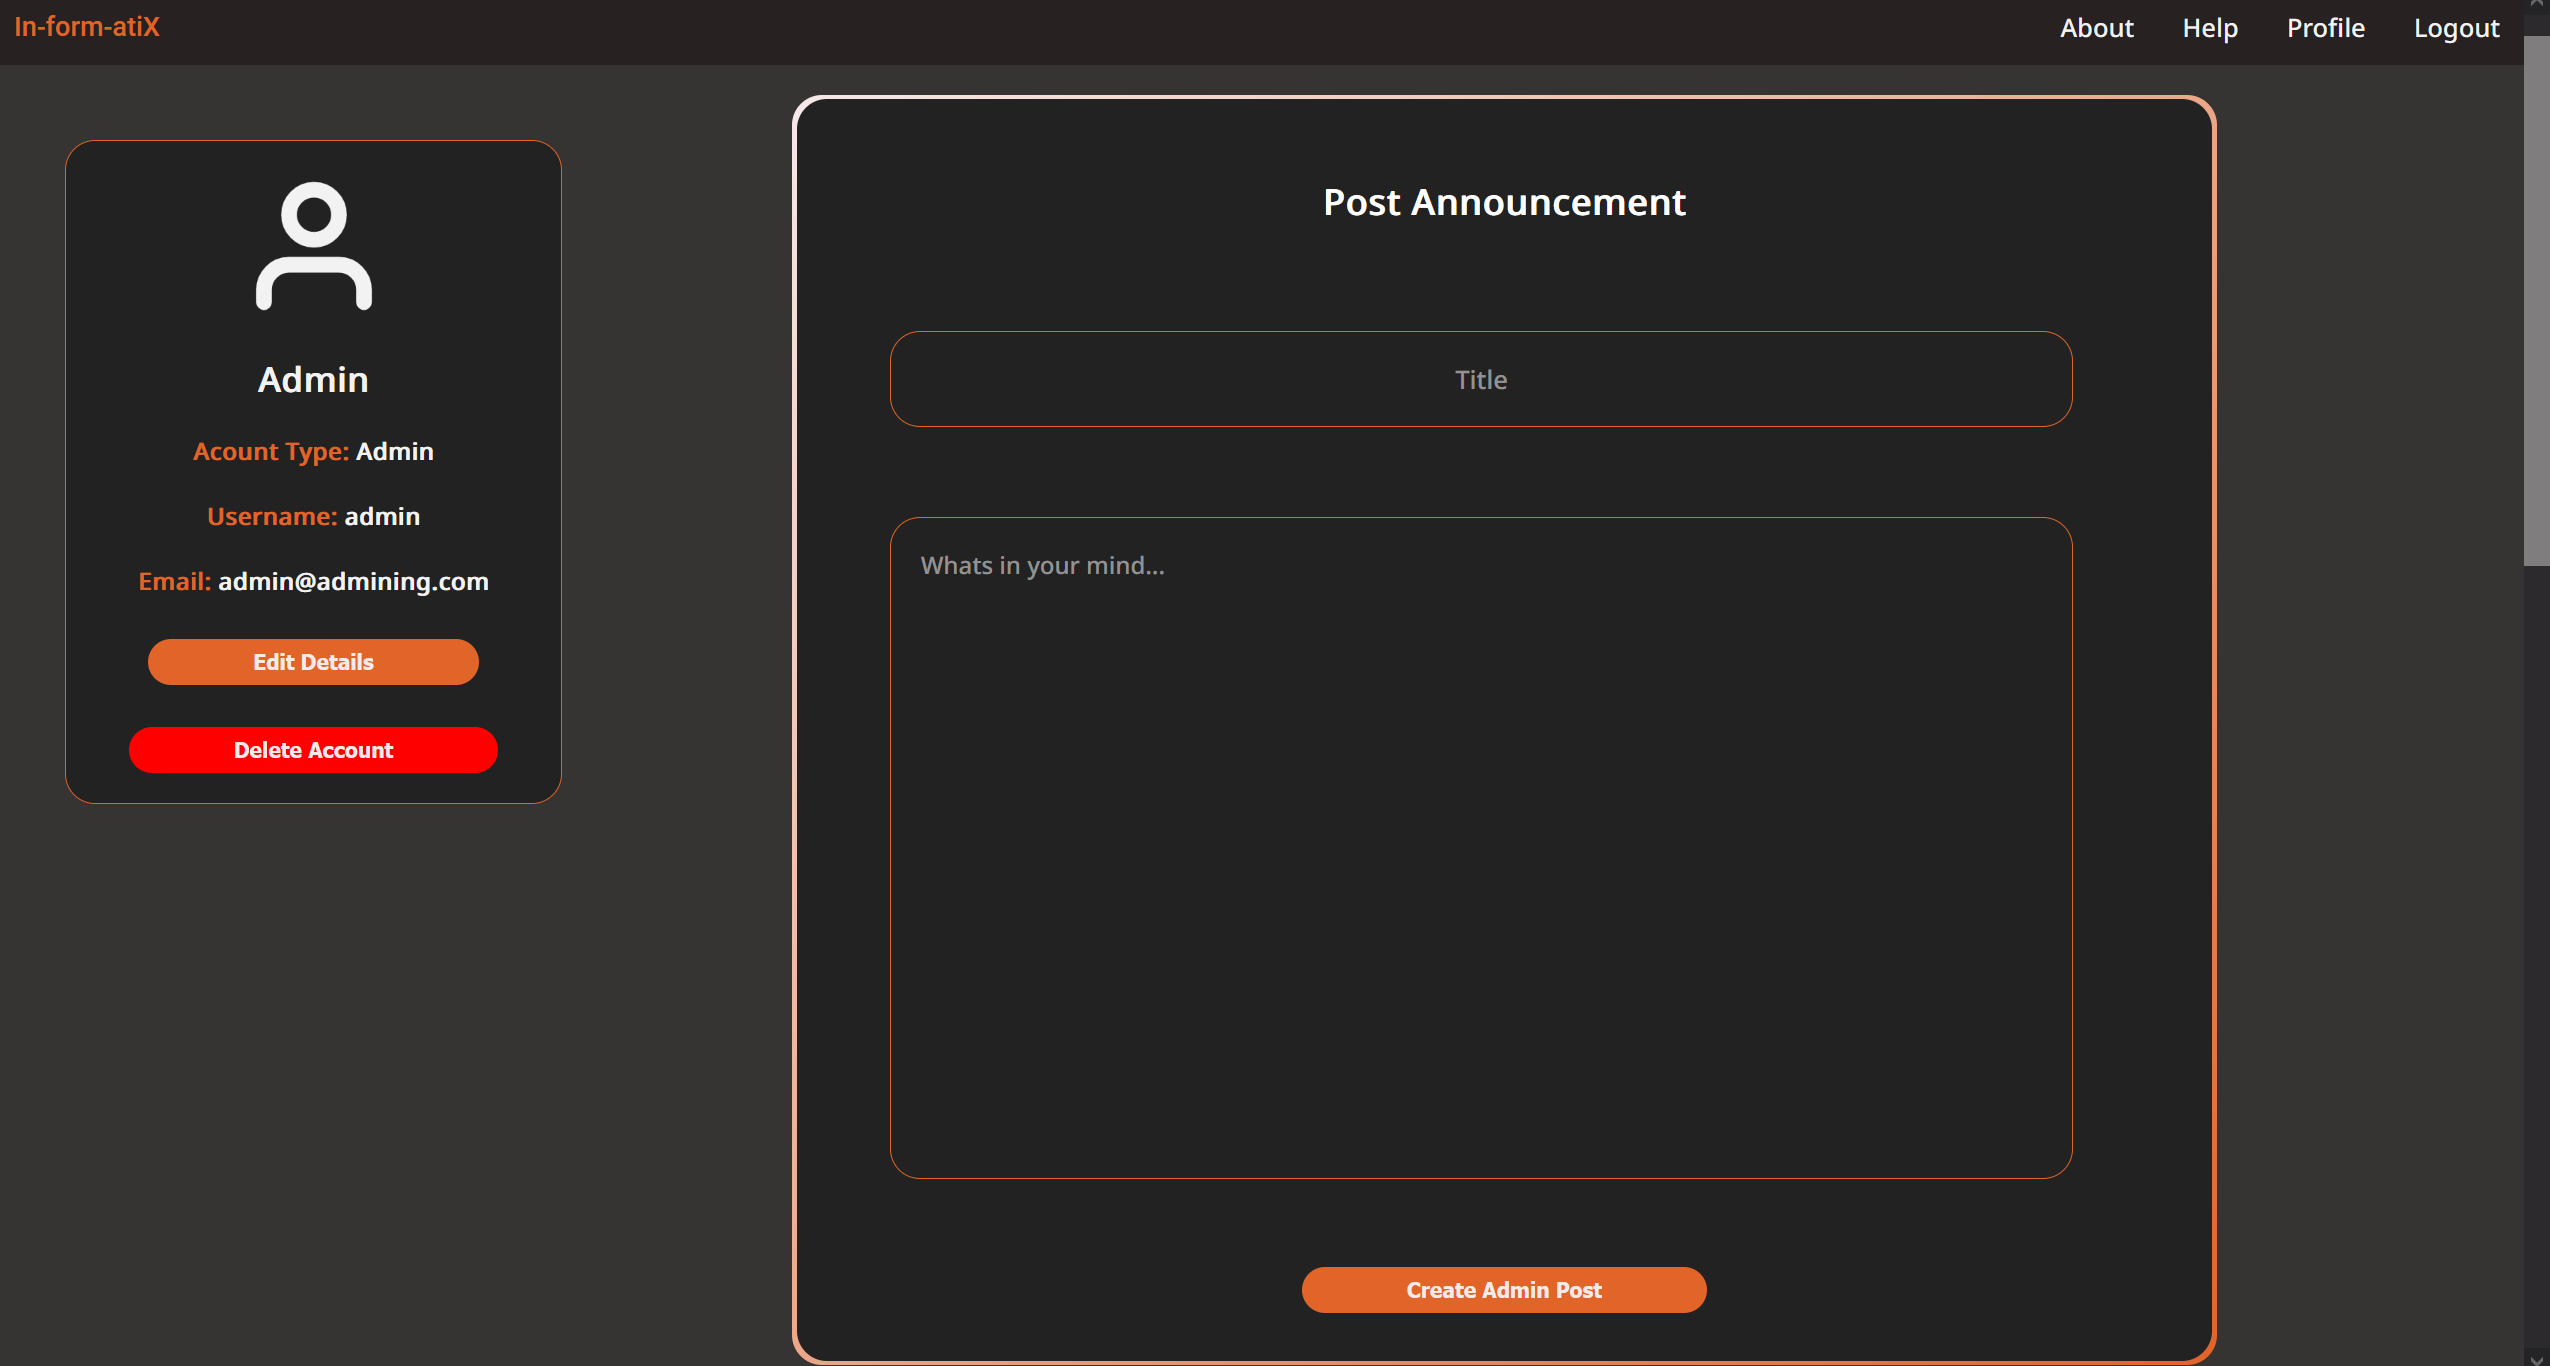 In-form-atiX
About Help Profile Logout
Admin
Acount Type: Admin
Username: admin
Email: admin@admining.com
Edit Details
Delete Account
Post Announcement
Title
Whats in your mind...
Create Admin Post